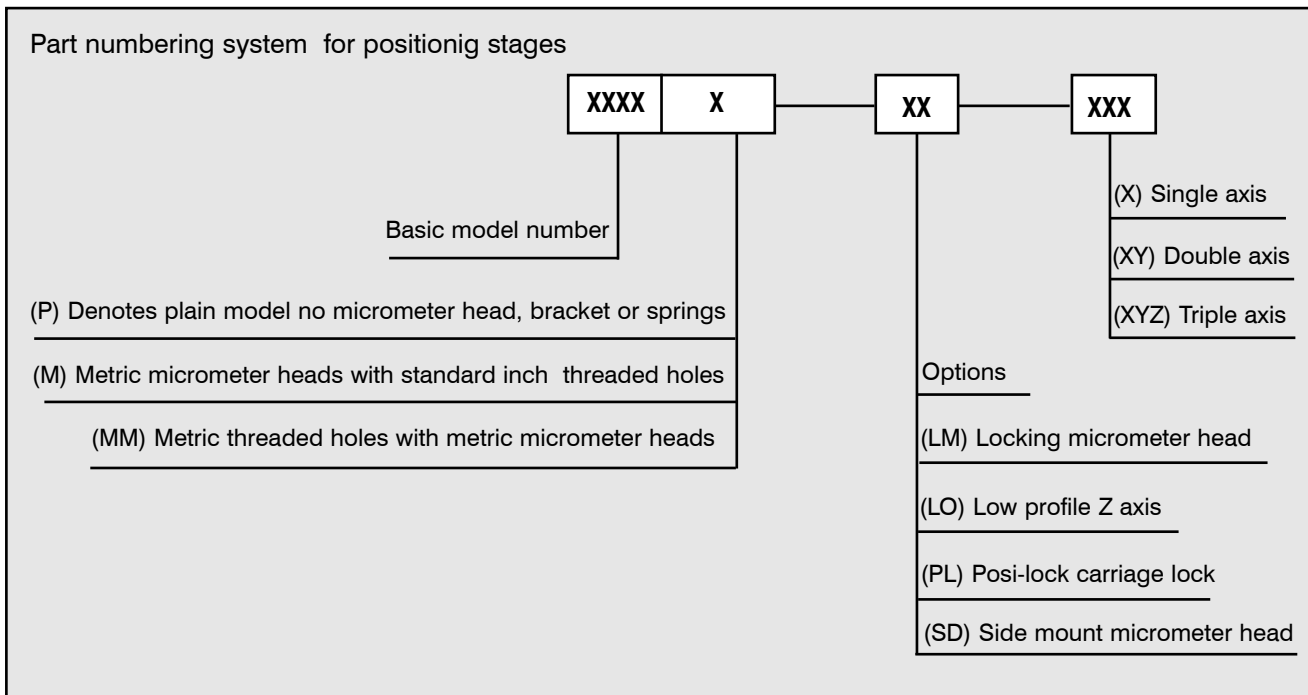 Part numbering system for positionig stages
XXXX X XX XXX
(X) Single axis
Basic model number
(XY) Double axis
(P) Denotes plain model no micrometer head, bracket or springs
(XYZ) Triple axis
(M) Metric micrometer heads with standard inch threaded holes
Options
(MM) Metric threaded holes with metric micrometer heads
(LM) Locking micrometer head
(LO) Low profile Z axis
(PL) Posi-lock carriage lock
(SD) Side mount micrometer head